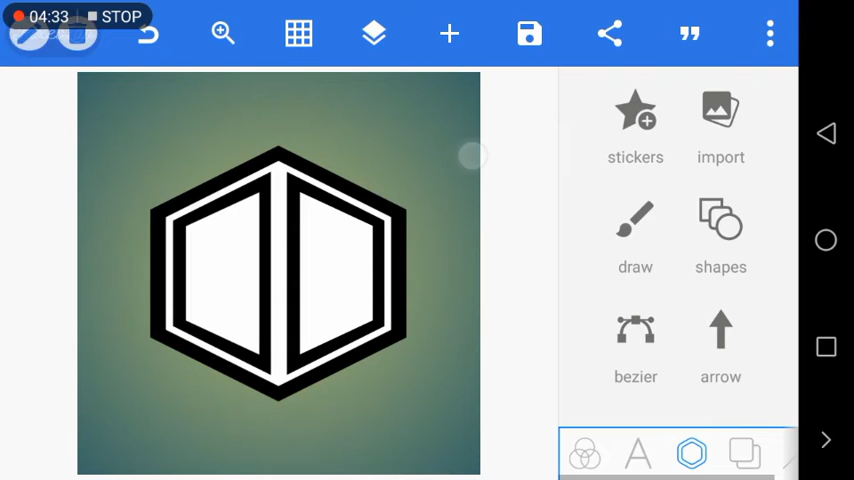 04:33 STOP
stickers
import
draw
shapes
bezier
arrow